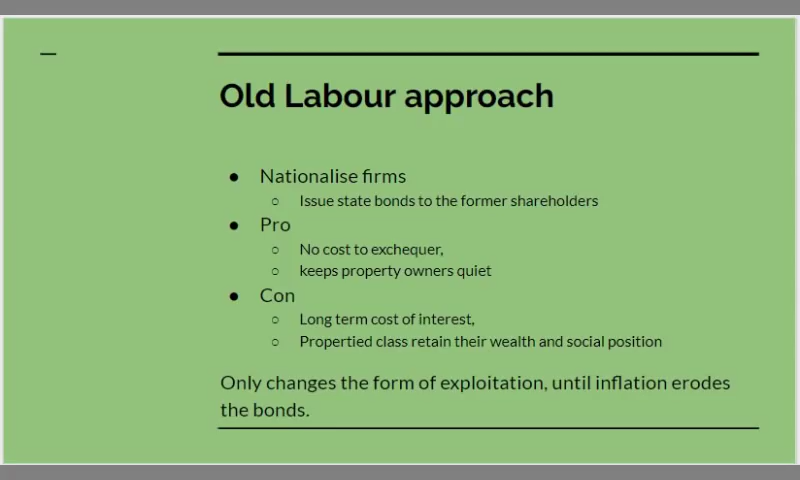 Old Labour approach
● Nationalise firms
○ Issue state bonds to the former shareholders
● Pro
○ No cost to exchequer,
○ keeps property owners quiet
● Con
○ Long term cost of interest,
○ Propertied class retain their wealth and social position
Only changes the form of exploitation, until inflation erodes
the bonds.